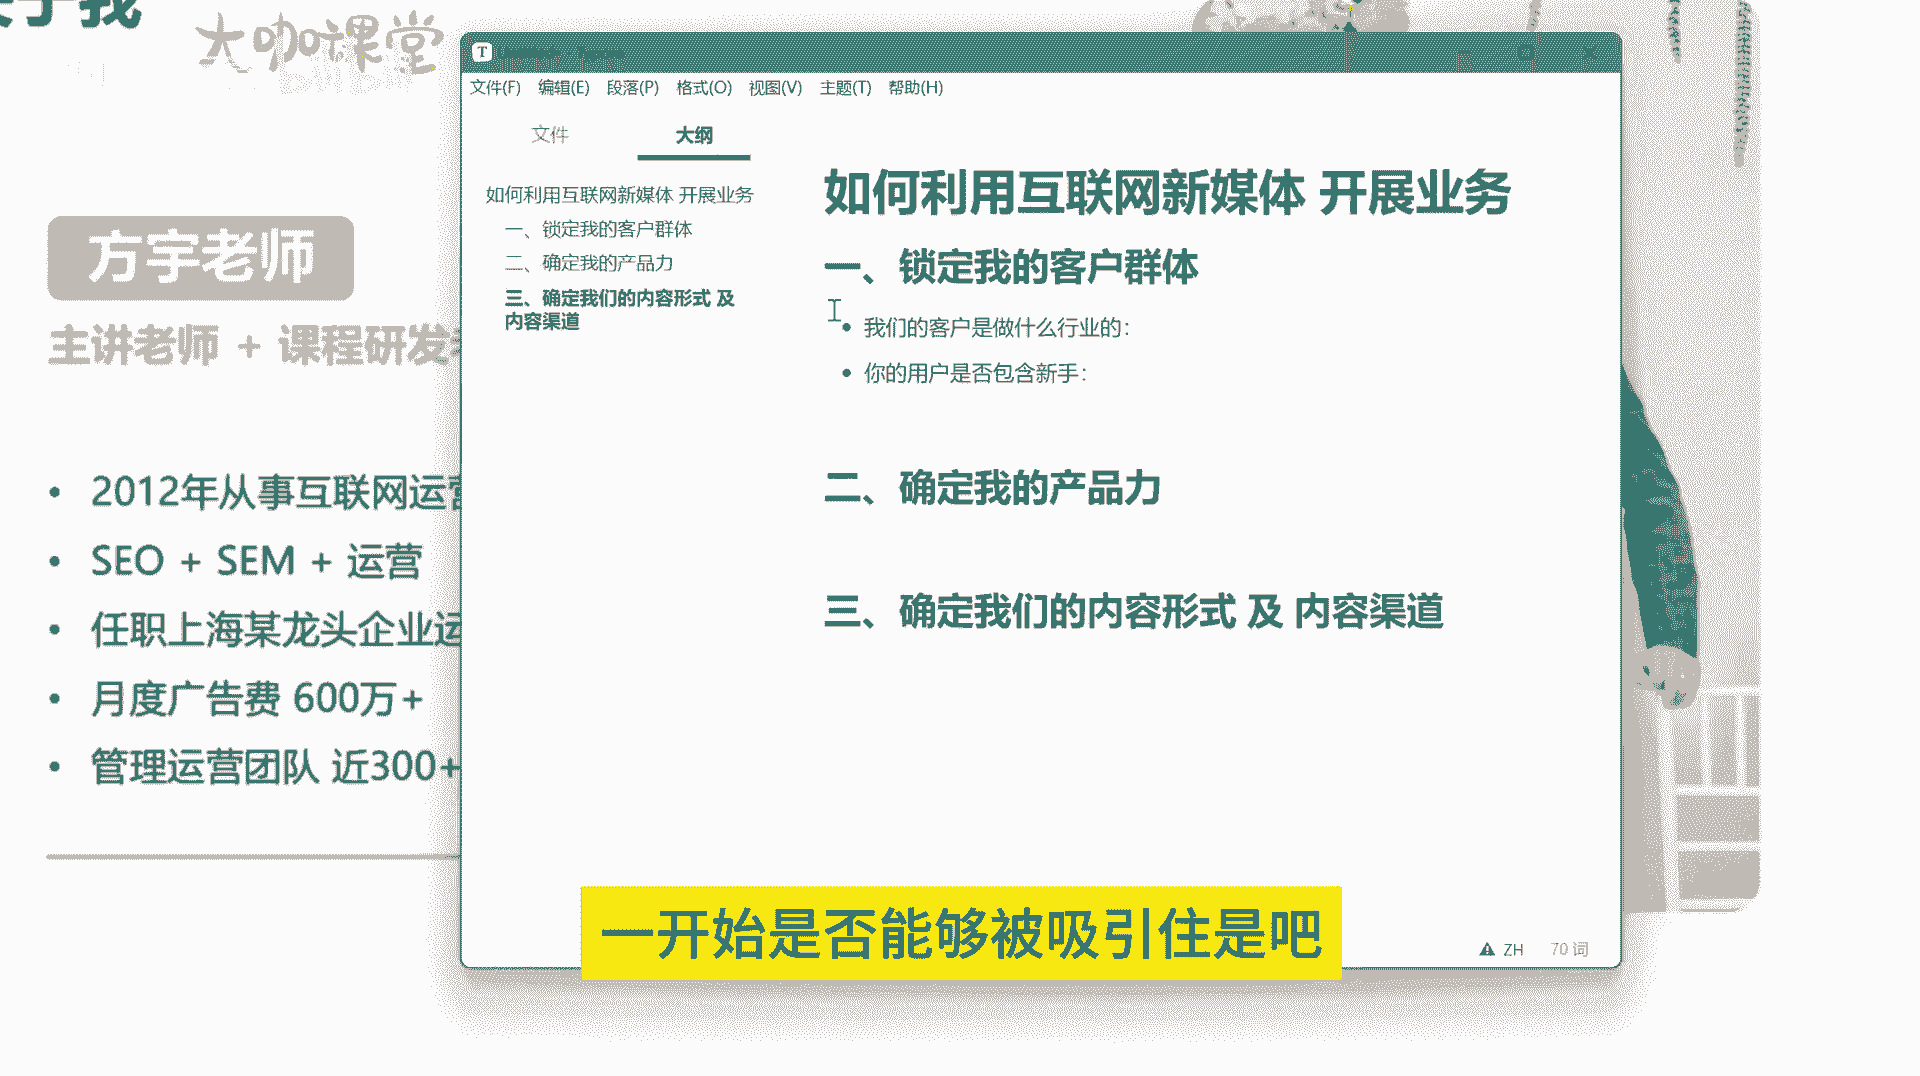 大咖课堂
bilibili
方宇老师
主讲老师 + 课程研发
2012年从事互联网运营
SEO + SEM + 运营
任职上海某龙头企业运
月度广告费 600万+
管理运营团队 近300+
T
文件(F) 编辑(E) 段落(P) 格式(O) 视图(V) 主题(T) 帮助(H)
文件 大纲
如何利用互联网新媒体 开展业务
一、锁定我的客户群体
二、确定我的产品力
三、确定我们的内容形式 及
内容渠道
如何利用互联网新媒体 开展业务
一、锁定我的客户群体
我们的客户是做什么行业的：
你的用户是否包含新手：
二、确定我的产品力
三、确定我们的内容形式 及 内容渠道
ZH 70 词
一开始是否能够被吸引住是吧